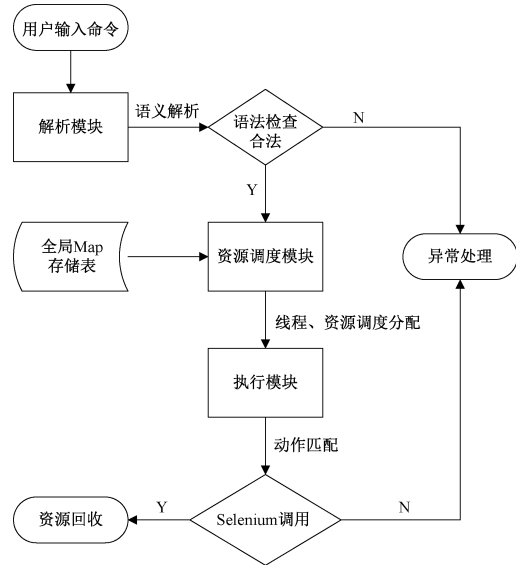 用户输入命令
解析模块
语义解析
语法检查
合法
N
Y
全局Map
存储表
资源调度模块
异常处理
线程、资源调度分配
执行模块
动作匹配
资源回收
Y
Selenium调用
N